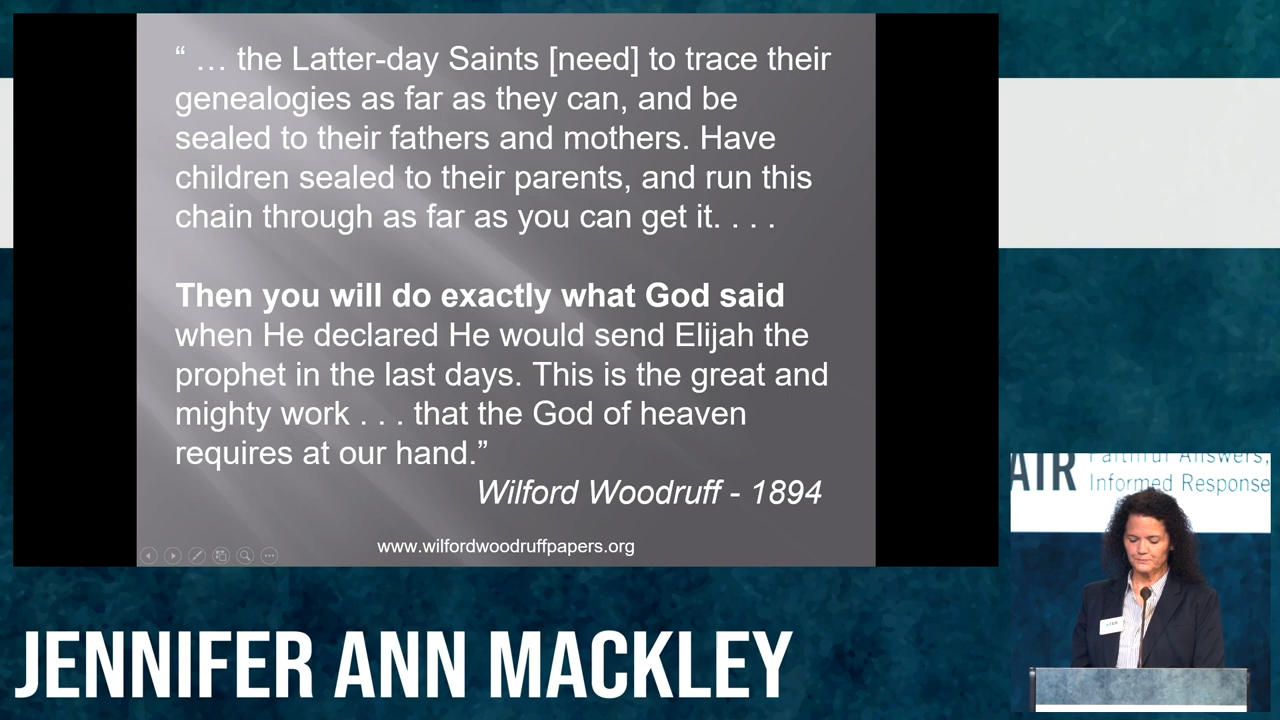 “ … the Latter-day Saints [need] to trace their
genealogies as far as they can, and be
sealed to their fathers and mothers. Have
children sealed to their parents, and run this
chain through as far as you can get it. . . .
Then you will do exactly what God said
when He declared He would send Elijah the
prophet in the last days. This is the great and
mighty work . . . that the God of heaven
requires at our hand.”
Wilford Woodruff - 1894
www.wilfordwoodruffpapers.org
AIR
Faithful Answers,
Informed Response
JENNIFER ANN MACKLEY